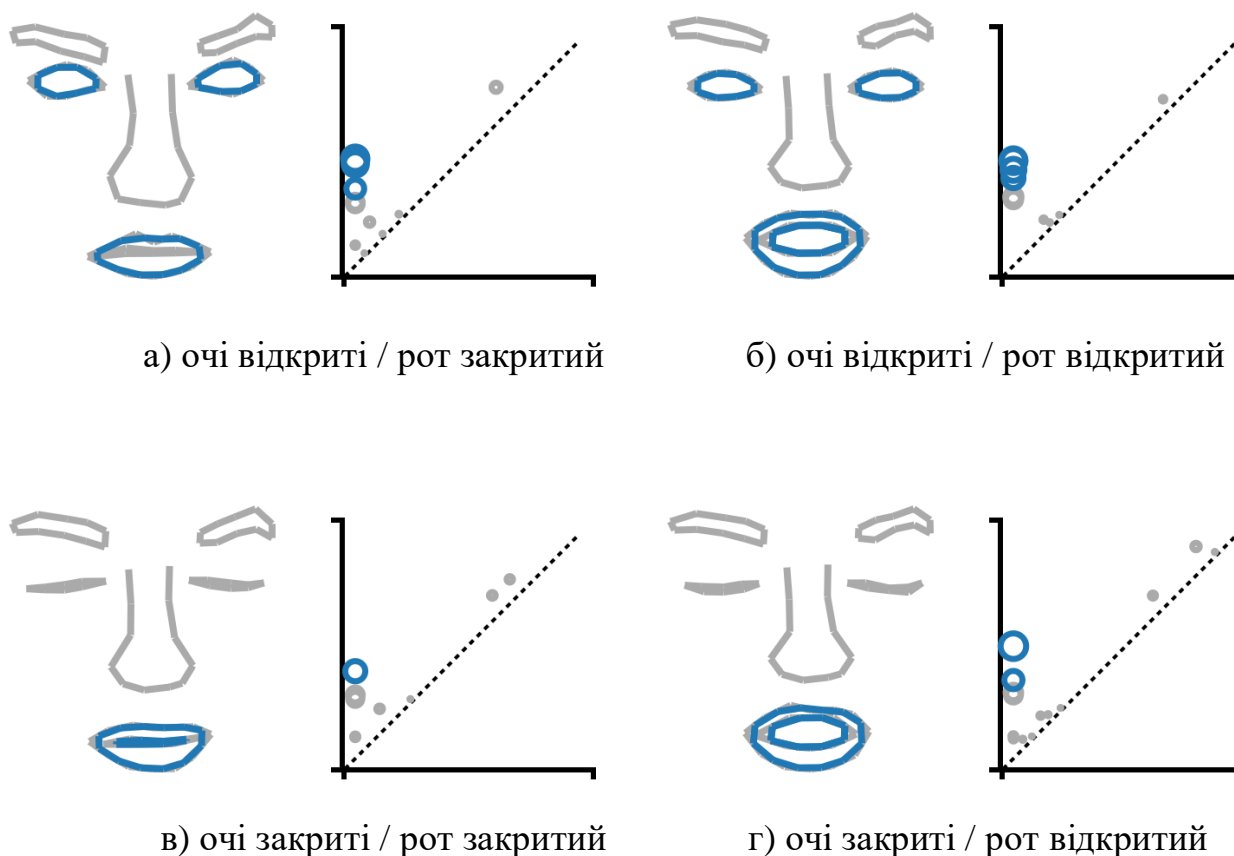 а) очі відкриті / рот закритий
б) очі відкриті / рот відкритий
в) очі закриті / рот закритий
г) очі закриті / рот відкритий